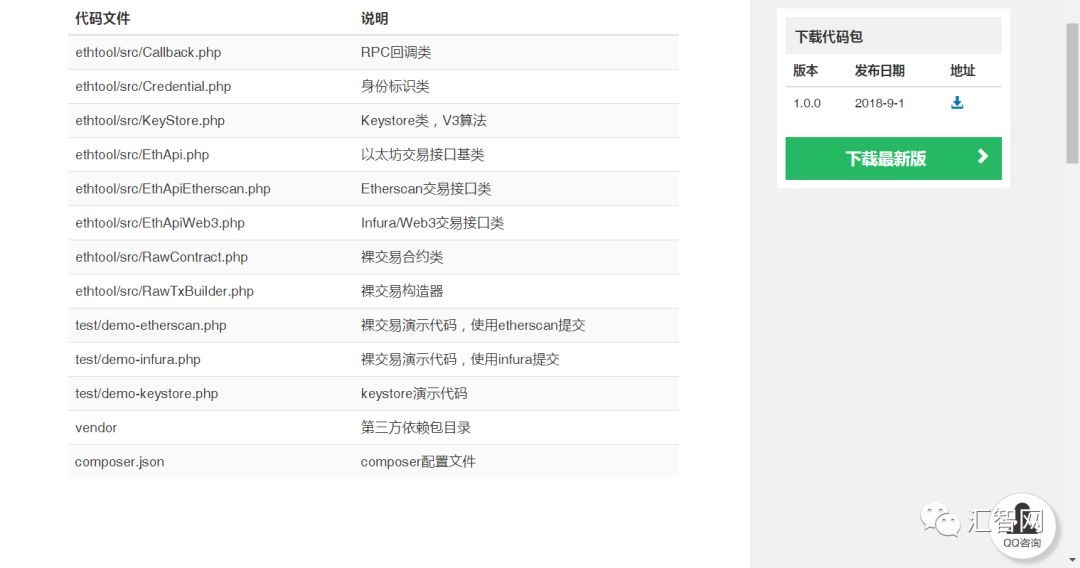 代码文件 说明
ethtool/src/Callback.php RPC回调类
ethtool/src/Credential.php 身份标识类
ethtool/src/KeyStore.php Keystore类，V3算法
ethtool/src/EthApi.php 以太坊交易接口基类
ethtool/src/EthApiEtherscan.php Etherscan交易接口类
ethtool/src/EthApiWeb3.php Infura/Web3交易接口类
ethtool/src/RawContract.php 裸交易合约类
ethtool/src/RawTxBuilder.php 裸交易构造器
test/demo-etherscan.php 裸交易演示代码，使用etherscan提交
test/demo-infura.php 裸交易演示代码，使用infura提交
test/demo-keystore.php keystore演示代码
vendor 第三方依赖包目录
composer.json composer配置文件
下载代码包
版本 发布日期 地址
1.0.0 2018-9-1
下载最新版
汇智网
QQ咨询